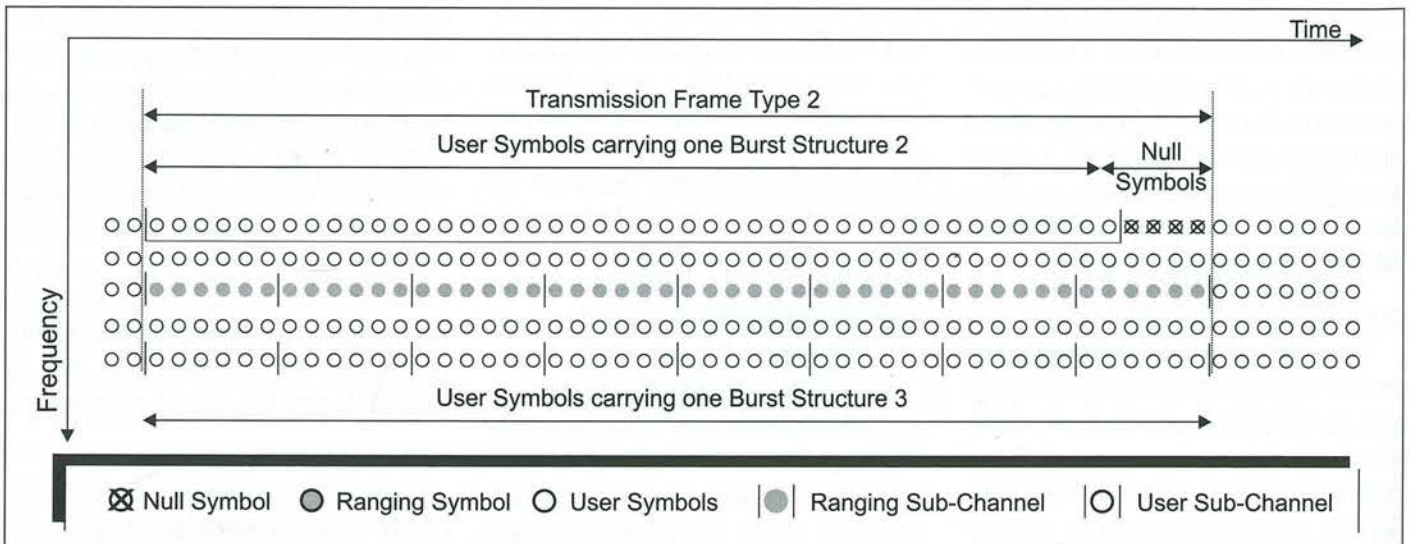 Time
Transmission Frame Type 2
User Symbols carrying one Burst Structure 2
Null
Symbols
Frequency
User Symbols carrying one Burst Structure 3
Null Symbol Ranging Symbol User Symbols Ranging Sub-Channel User Sub-Channel